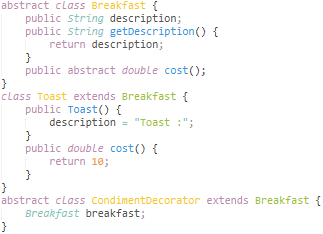 abstract class Breakfast {
    public String description;
    public String getDescription() {
        return description;
    }
    public abstract double cost();
}
class Toast extends Breakfast {
    public Toast() {
        description = "Toast :";
    }
    public double cost() {
        return 10;
    }
}
abstract class CondimentDecorator extends Breakfast {
    Breakfast breakfast;
}